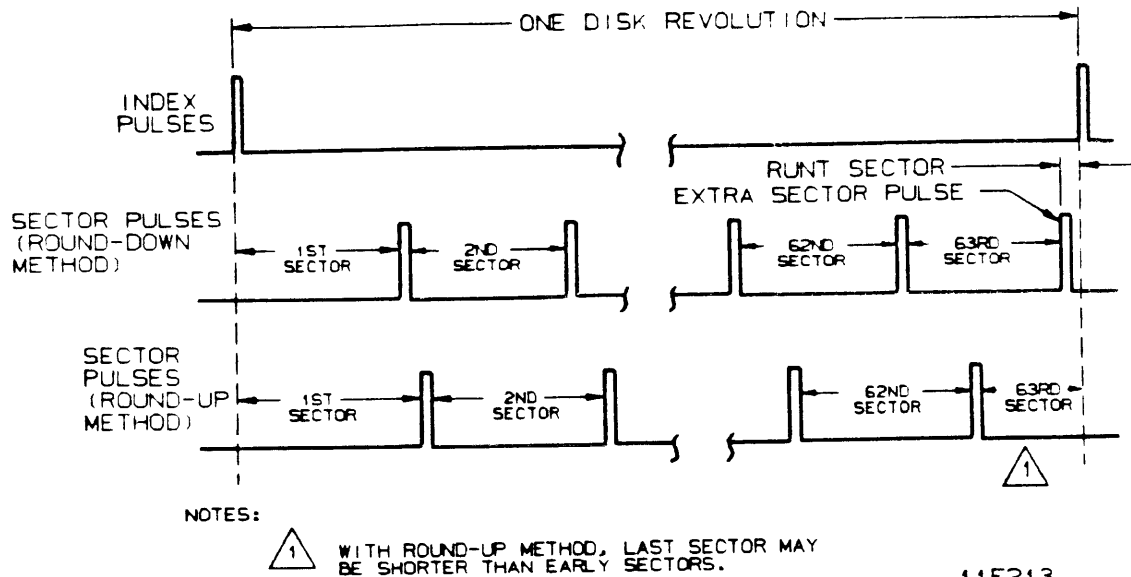 ONE DISK REVOLUTION
INDEX
PULSES
RUNT SECTOR
EXTRA SECTOR PULSE
SECTOR PULSES
(ROUND-DOWN
METHOD)
1ST
SECTOR
2ND
SECTOR
62ND
SECTOR
63RD
SECTOR
SECTOR
PULSES
(ROUND-UP
METHOD)
1ST
SECTOR
2ND
SECTOR
62ND
SECTOR
63RD
SECTOR
1
NOTES:
1 WITH ROUND-UP METHOD, LAST SECTOR MAY
BE SHORTER THAN EARLY SECTORS.